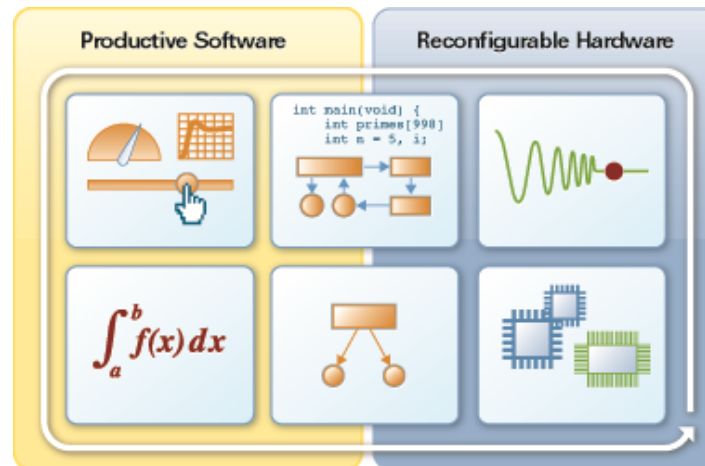 Productive Software
Reconfigurable Hardware
int main(void) {
int primes[998]
int n = 5, i;
∫ₐᵇ f(x) dx